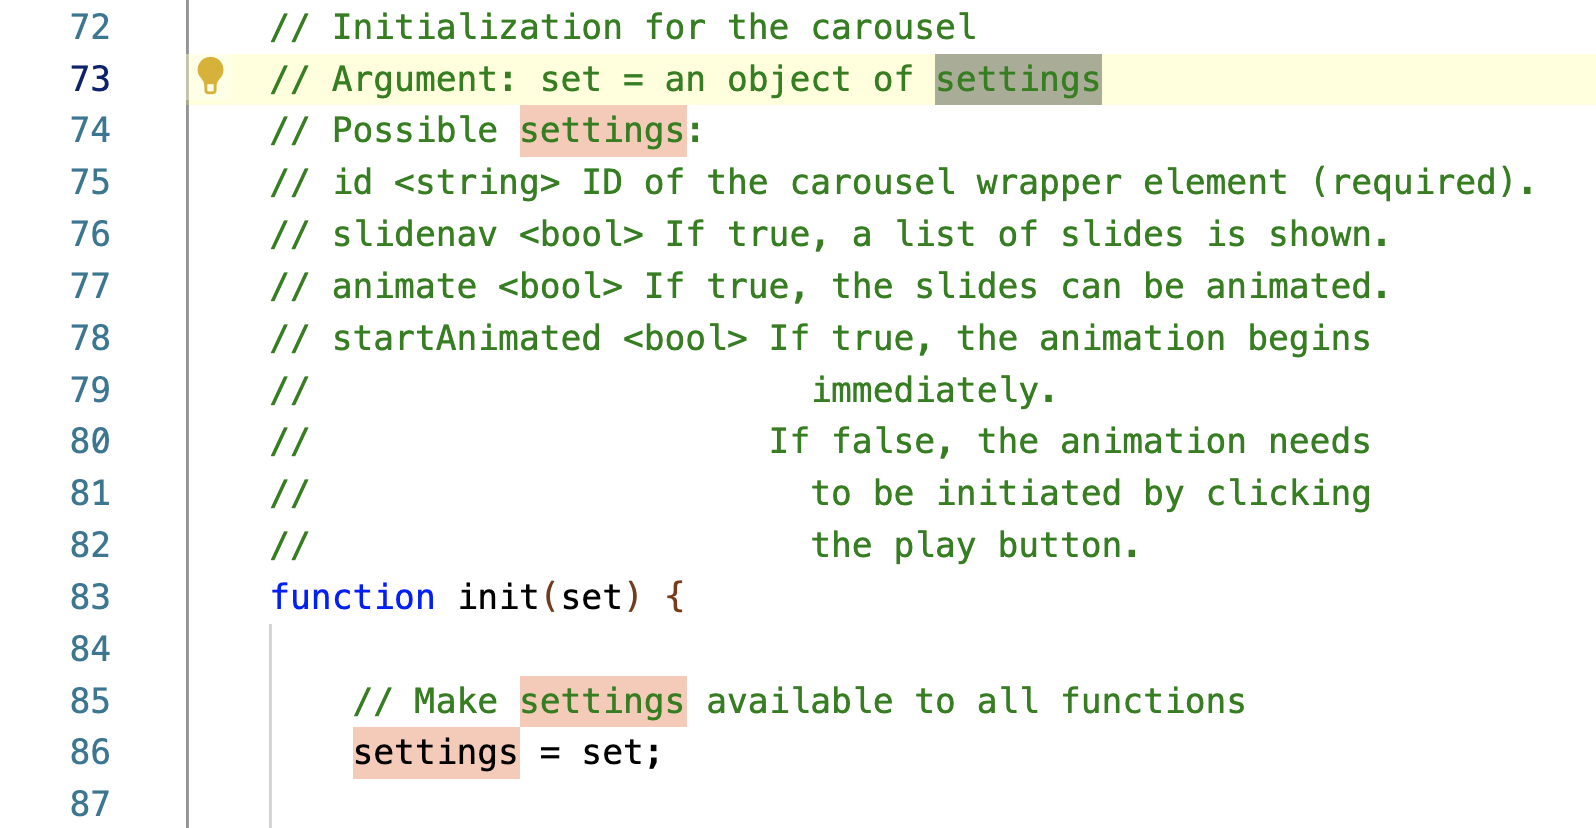 72 // Initialization for the carousel
73 // Argument: set = an object of settings
74 // Possible settings:
75 // id <string> ID of the carousel wrapper element (required).
76 // slidenav <bool> If true, a list of slides is shown.
77 // animate <bool> If true, the slides can be animated.
78 // startAnimated <bool> If true, the animation begins
79 // immediately.
80 // If false, the animation needs
81 // to be initiated by clicking
82 // the play button.
83 function init(set) {
84
85 // Make settings available to all functions
86 settings = set;
87